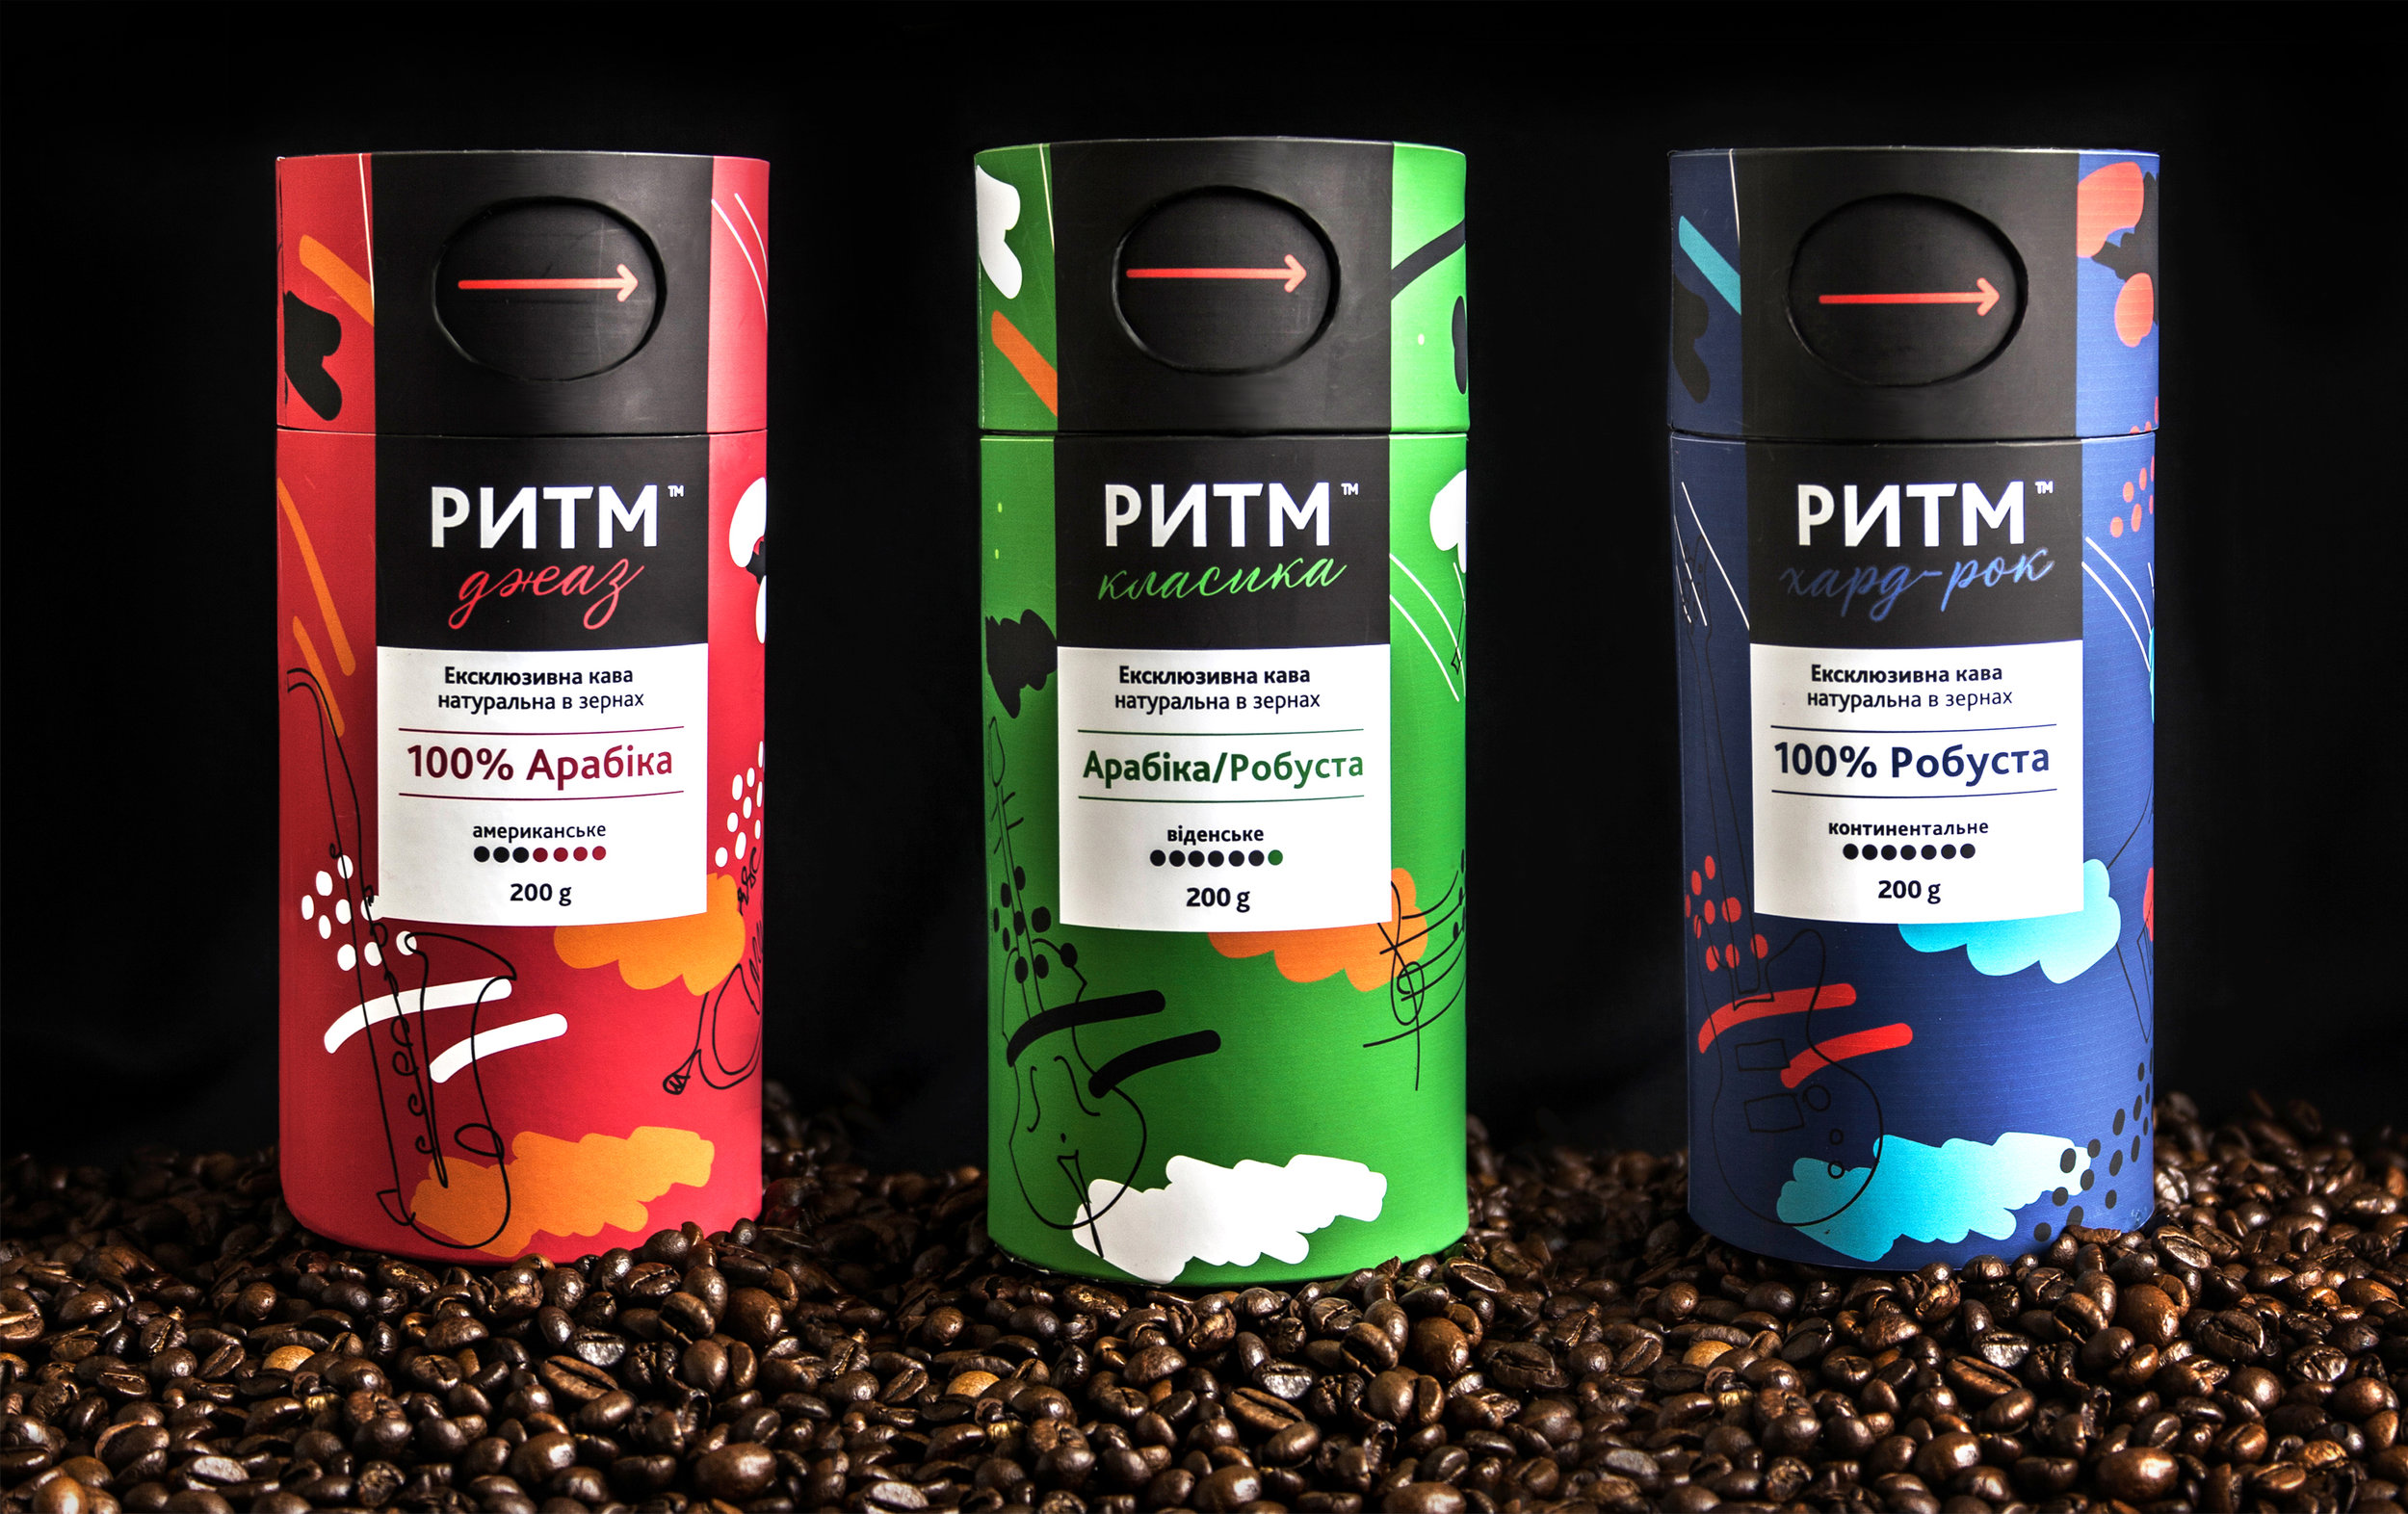 РИТМ™
джаз
Ексклюзивна кава
натуральна в зернах
100% Арабіка
американське
200 g
РИТМ™
класика
Ексклюзивна кава
натуральна в зернах
Арабіка/Робуста
віденське
200 g
РИТМ™
хард-рок
Ексклюзивна кава
натуральна в зернах
100% Робуста
континентальне
200 g